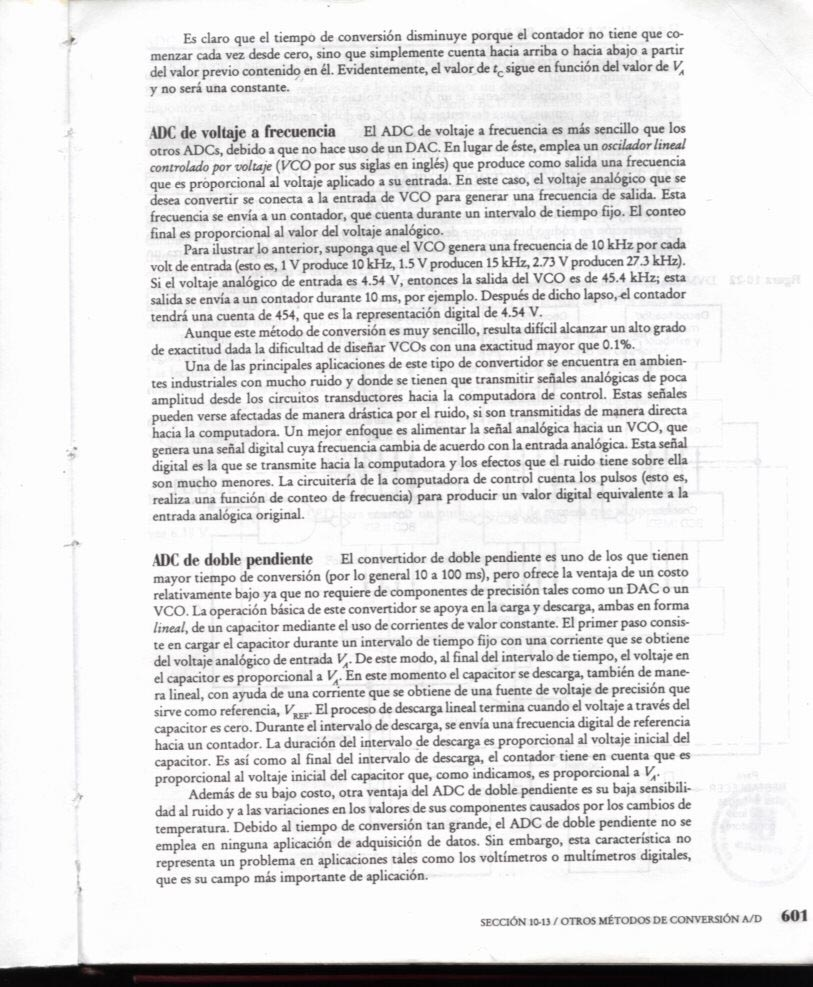 Es claro que el tiempo de conversión disminuye porque el contador no tiene que co-
menzar cada vez desde cero, sino que simplemente cuenta hacia arriba o hacia abajo a partir
del valor previo contenido en él. Evidentemente, el valor de t_C sigue en función del valor de V_A
y no será una constante.
ADC de voltaje a frecuencia El ADC de voltaje a frecuencia es más sencillo que los
otros ADCs, debido a que no hace uso de un DAC. En lugar de éste, emplea un oscilador lineal
controlado por voltaje (VCO por sus siglas en inglés) que produce como salida una frecuencia
que es proporcional al voltaje aplicado a su entrada. En este caso, el voltaje analógico que se
desea convertir se conecta a la entrada de VCO para generar una frecuencia de salida. Esta
frecuencia se envía a un contador, que cuenta durante un intervalo de tiempo fijo. El conteo
final es proporcional al valor del voltaje analógico.
Para ilustrar lo anterior, suponga que el VCO genera una frecuencia de 10 kHz por cada
volt de entrada (esto es, 1 V produce 10 kHz, 1.5 V producen 15 kHz, 2.73 V producen 27.3 kHz).
Si el voltaje analógico de entrada es 4.54 V, entonces la salida del VCO es de 45.4 kHz; esta
salida se envía a un contador durante 10 ms, por ejemplo. Después de dicho lapso, el contador
tendrá una cuenta de 454, que es la representación digital de 4.54 V.
Aunque este método de conversión es muy sencillo, resulta difícil alcanzar un alto grado
de exactitud dada la dificultad de diseñar VCOs con una exactitud mayor que 0.1%.
Una de las principales aplicaciones de este tipo de convertidor se encuentra en ambien-
tes industriales con mucho ruido y donde se tienen que transmitir señales analógicas de poca
amplitud desde los circuitos transductores hacia la computadora de control. Estas señales
pueden verse afectadas de manera drástica por el ruido, si son transmitidas de manera directa
hacia la computadora. Un mejor enfoque es alimentar la señal analógica hacia un VCO, que
genera una señal digital cuya frecuencia cambia de acuerdo con la entrada analógica. Esta señal
digital es la que se transmite hacia la computadora y los efectos que el ruido tiene sobre ella
son mucho menores. La circuitería de la computadora de control cuenta los pulsos (esto es,
realiza una función de conteo de frecuencia) para producir un valor digital equivalente a la
entrada analógica original.
ADC de doble pendiente El convertidor de doble pendiente es uno de los que tienen
mayor tiempo de conversión (por lo general 10 a 100 ms), pero ofrece la ventaja de un costo
relativamente bajo ya que no requiere de componentes de precisión tales como un DAC o un
VCO. La operación básica de este convertidor se apoya en la carga y descarga, ambas en forma
lineal, de un capacitor mediante el uso de corrientes de valor constante. El primer paso consis-
te en cargar el capacitor durante un intervalo de tiempo fijo con una corriente que se obtiene
del voltaje analógico de entrada V_A. De este modo, al final del intervalo de tiempo, el voltaje en
el capacitor es proporcional a V_A. En este momento el capacitor se descarga, también de mane-
ra lineal, con ayuda de una corriente que se obtiene de una fuente de voltaje de precisión que
sirve como referencia, V_REF. El proceso de descarga lineal termina cuando el voltaje a través del
capacitor es cero. Durante el intervalo de descarga, se envía una frecuencia digital de referencia
hacia un contador. La duración del intervalo de descarga es proporcional al voltaje inicial del
capacitor. Es así como al final del intervalo de descarga, el contador tiene en cuenta que es
proporcional al voltaje inicial del capacitor que, como indicamos, es proporcional a V_A.
Además de su bajo costo, otra ventaja del ADC de doble pendiente es su baja sensibili-
dad al ruido y a las variaciones en los valores de sus componentes causados por los cambios de
temperatura. Debido al tiempo de conversión tan grande, el ADC de doble pendiente no se
emplea en ninguna aplicación de adquisición de datos. Sin embargo, esta característica no
representa un problema en aplicaciones tales como los voltímetros o multímetros digitales,
que es su campo más importante de aplicación.
SECCIÓN 10-13 / OTROS MÉTODOS DE CONVERSIÓN A/D 601